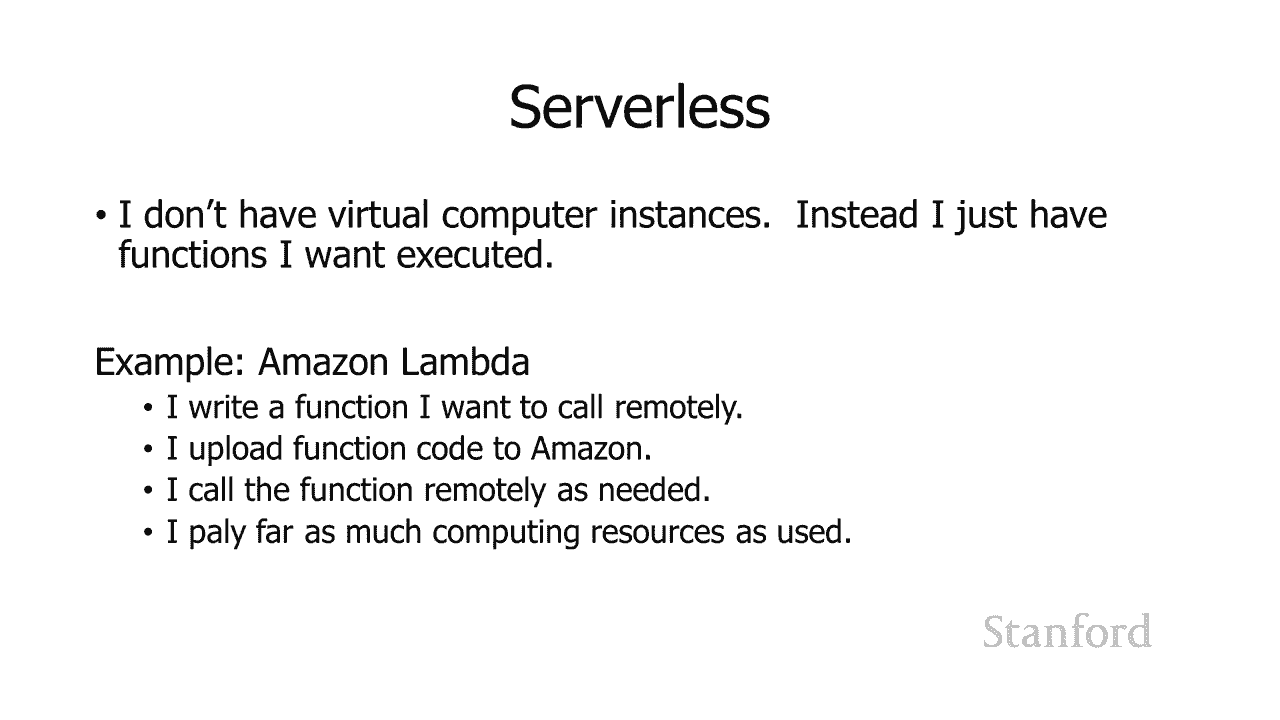 Serverless
• I don’t have virtual computer instances.  Instead I just have
functions I want executed.
Example: Amazon Lambda
• I write a function I want to call remotely.
• I upload function code to Amazon.
• I call the function remotely as needed.
• I paly far as much computing resources as used.
Stanford